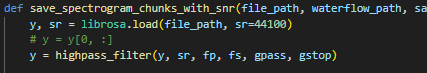 def save_spectrogram_chunks_with_snr(file_path, waterflow_path, sa
y, sr = librosa.load(file_path, sr=44100)
# y = y[0, :]
y = highpass_filter(y, sr, fp, fs, gpass, gstop)